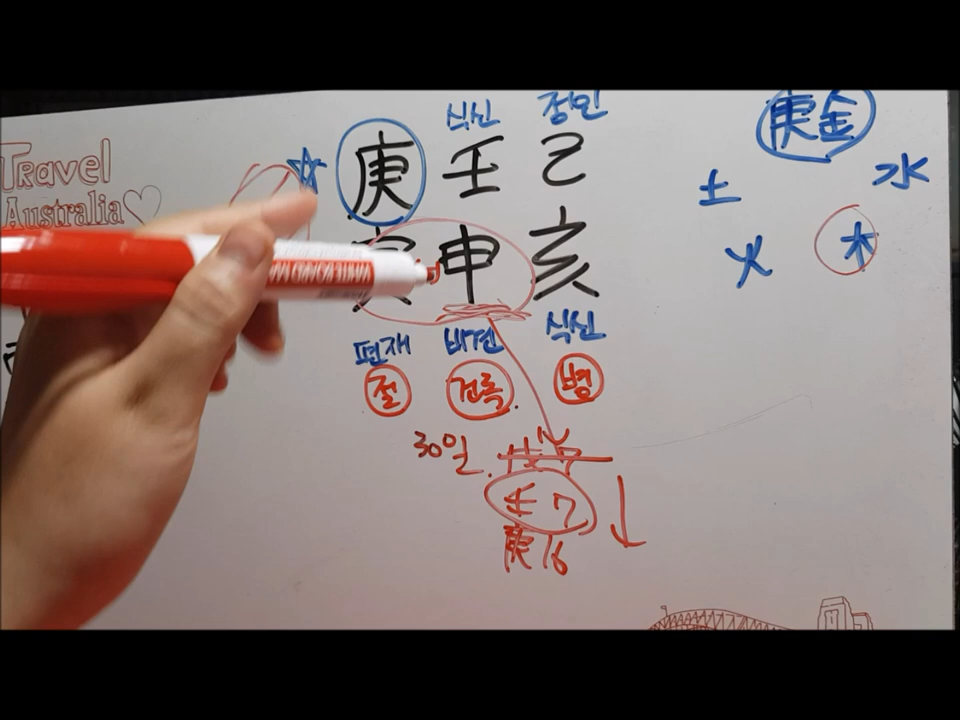 Travel
Australia
식신 정인
庚 壬 己
申 亥
편재 비견 식신
절 건록 병
30일
壬 7
庚 16
庚金
土 水
火 木